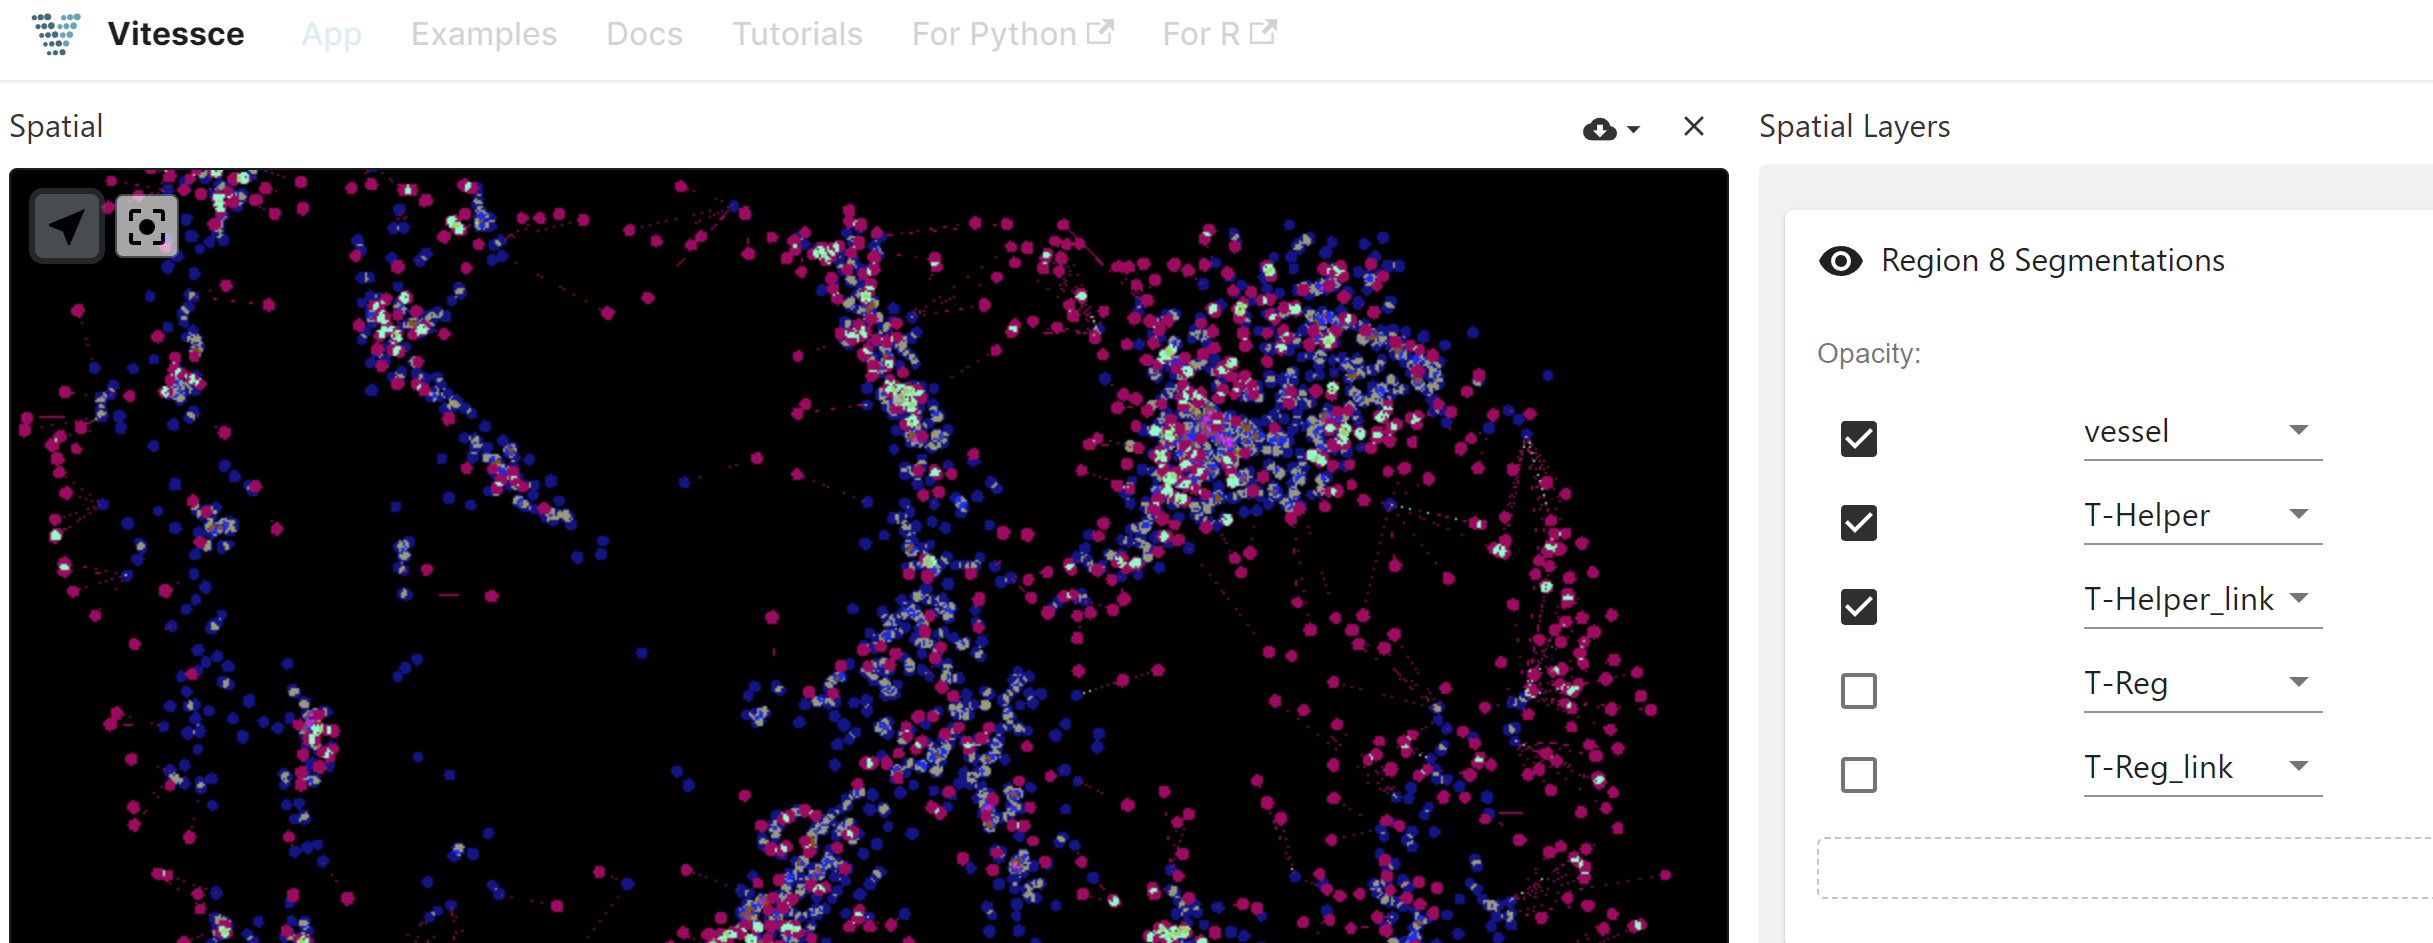 Vitessce App Examples Docs Tutorials For Python For R
Spatial
Spatial Layers
Region 8 Segmentations
Opacity:
vessel
T-Helper
T-Helper_link
T-Reg
T-Reg_link